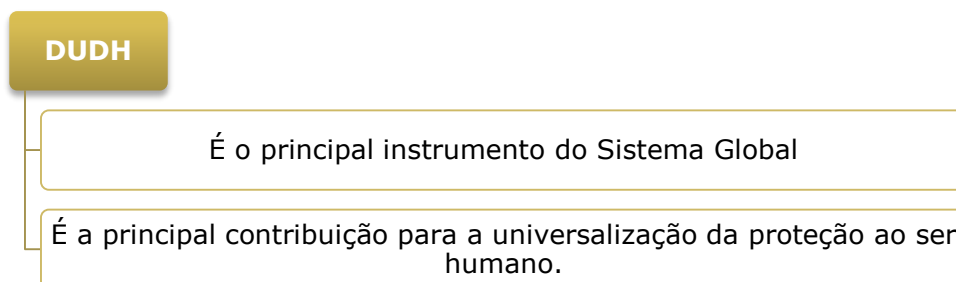 DUDH
É o principal instrumento do Sistema Global
É a principal contribuição para a universalização da proteção ao ser
humano.